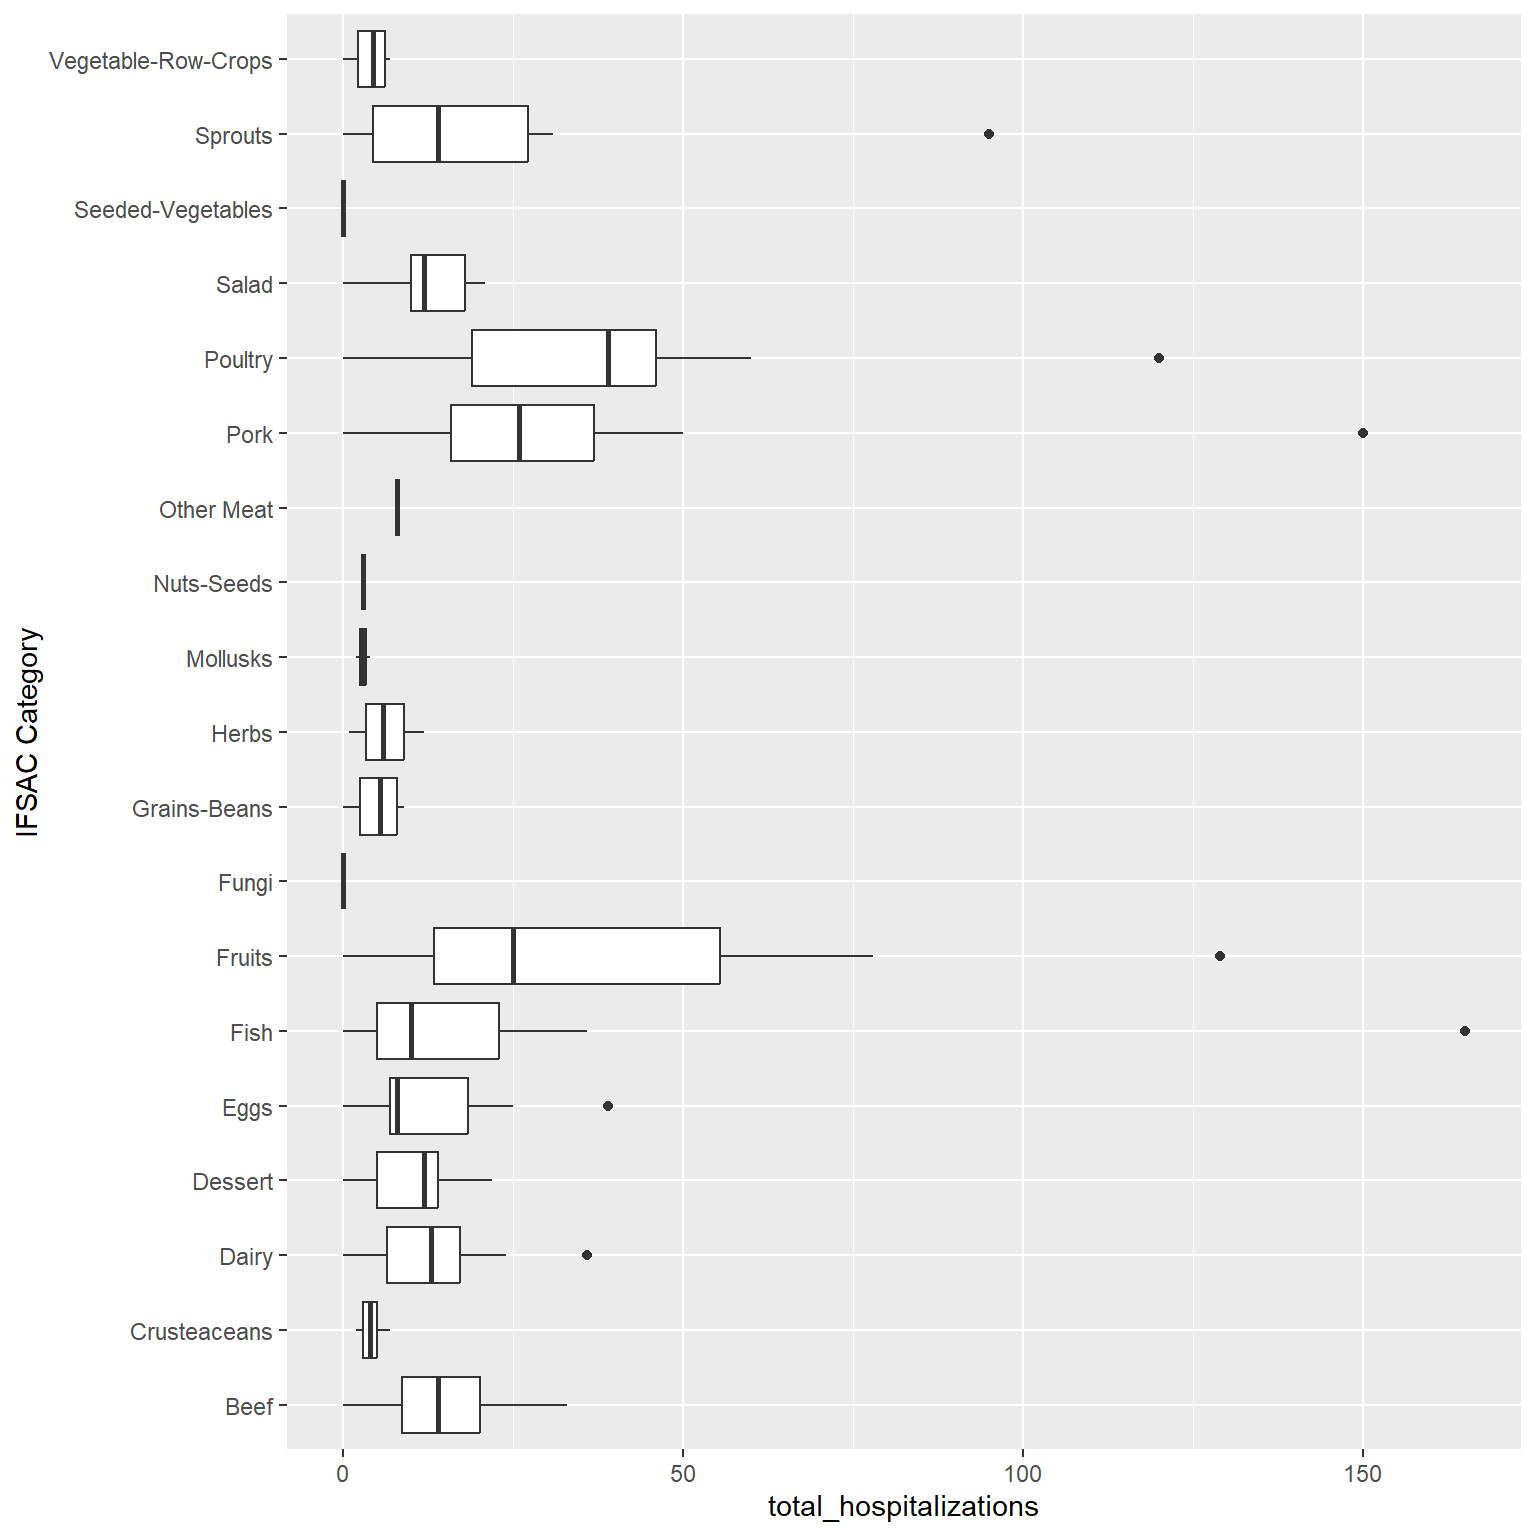 Vegetable-Row-Crops
Sprouts
Seeded-Vegetables
Salad
Poultry
Pork
Other Meat
Nuts-Seeds
Mollusks
Herbs
Grains-Beans
Fungi
Fruits
Fish
Eggs
Dessert
Dairy
Crusteaceans
Beef
IFSAC Category
0 50 100 150
total_hospitalizations